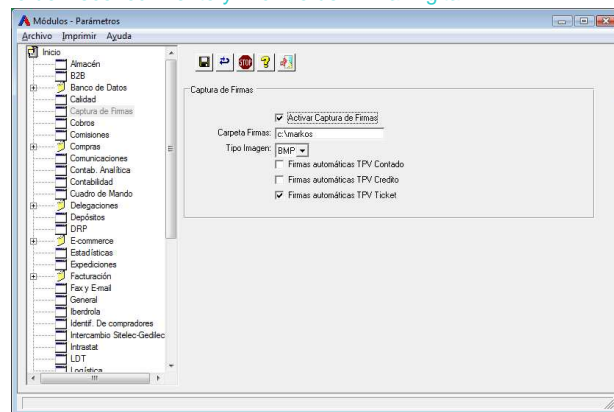 Módulos - Parámetros
Archivo Imprimir Ayuda
Inicio
Almacén
B2B
Banco de Datos
Calidad
Captura de Firmas
Cobros
Comisiones
Compras
Comunicaciones
Contab. Analítica
Contabilidad
Cuadro de Mando
Delegaciones
Depósitos
DRP
E-commerce
Estadísticas
Expediciones
Facturación
Fax y E-mail
General
Iberdrola
Identif. De compradores
Intercambio Sitelec-Gedilec
Intrastat
LDT
Logística
STOP
Captura de Firmas
Activar Captura de Firmas
Carpeta Firmas: c:\markos
Tipo Imagen: BMP
Firmas automáticas TPV Contado
Firmas automáticas TPV Credito
Firmas automáticas TPV Ticket